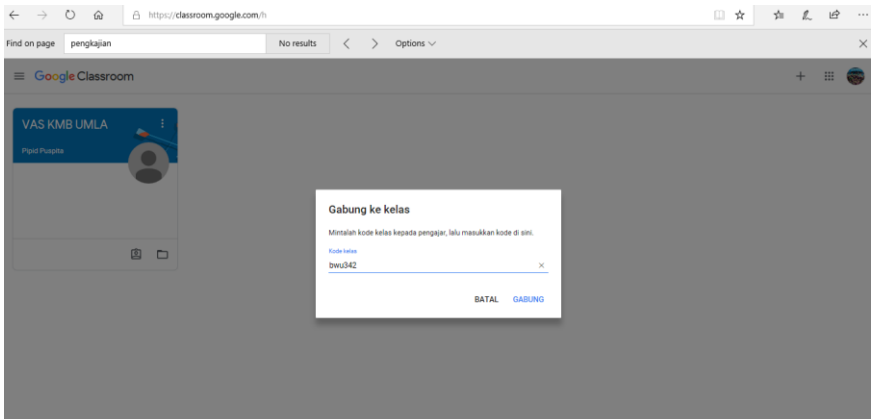 https://classroom.google.com/h
Find on page pengkajian No results Options
Google Classroom
VAS KMB UMLA
Pipid Puspita
Gabung ke kelas
Mintalah kode kelas kepada pengajar, lalu masukkan kode di sini.
Kode kelas
bwu342
BATAL GABUNG